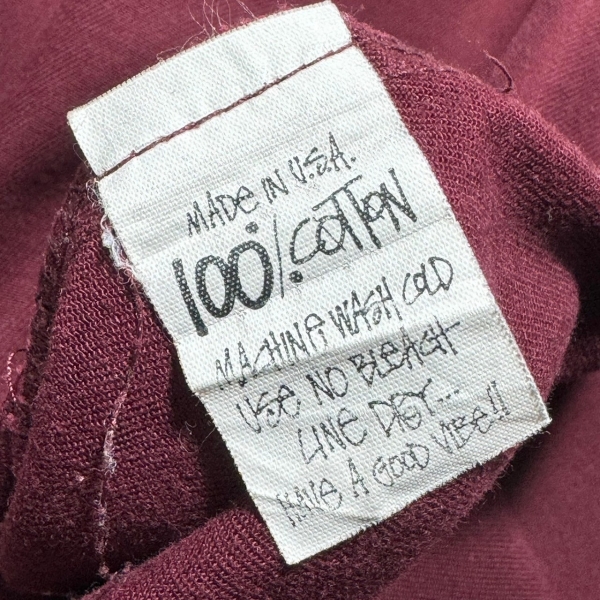 MADE IN U.S.A.
100% COTTON
MACHINE WASH COLD
USE NO BLEACH
LINE DRY...
HAVE A GOOD VIBE!!